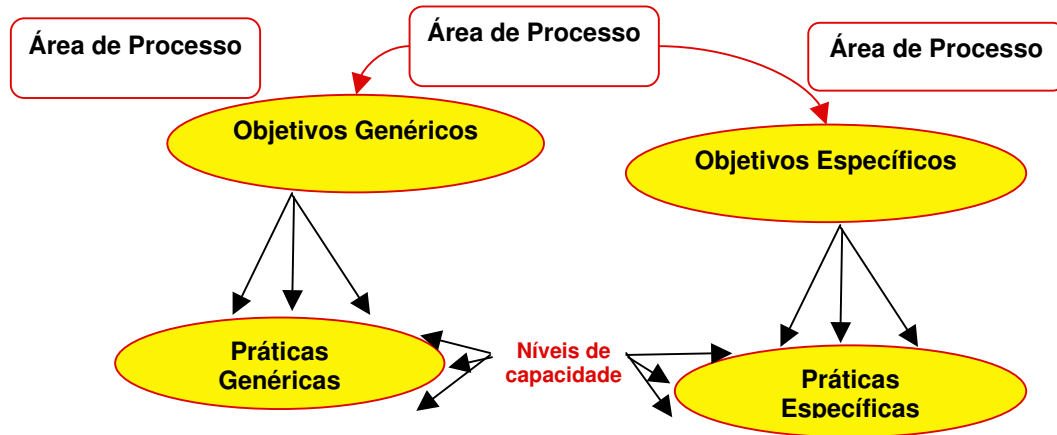 Área de Processo
Área de Processo
Área de Processo
Objetivos Genéricos
Objetivos Específicos
Práticas
Genéricas
Níveis de
capacidade
Práticas
Específicas